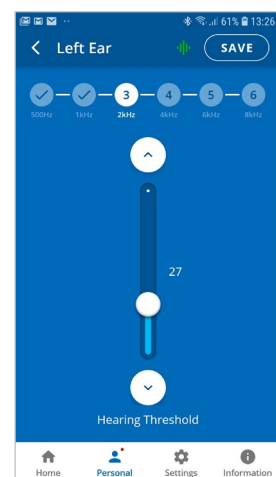 61% 13:26
Left Ear SAVE
3 4 5 6
500Hz 1kHz 2kHz 4kHz 6kHz 8kHz
27
Hearing Threshold
Home Personal Settings Information